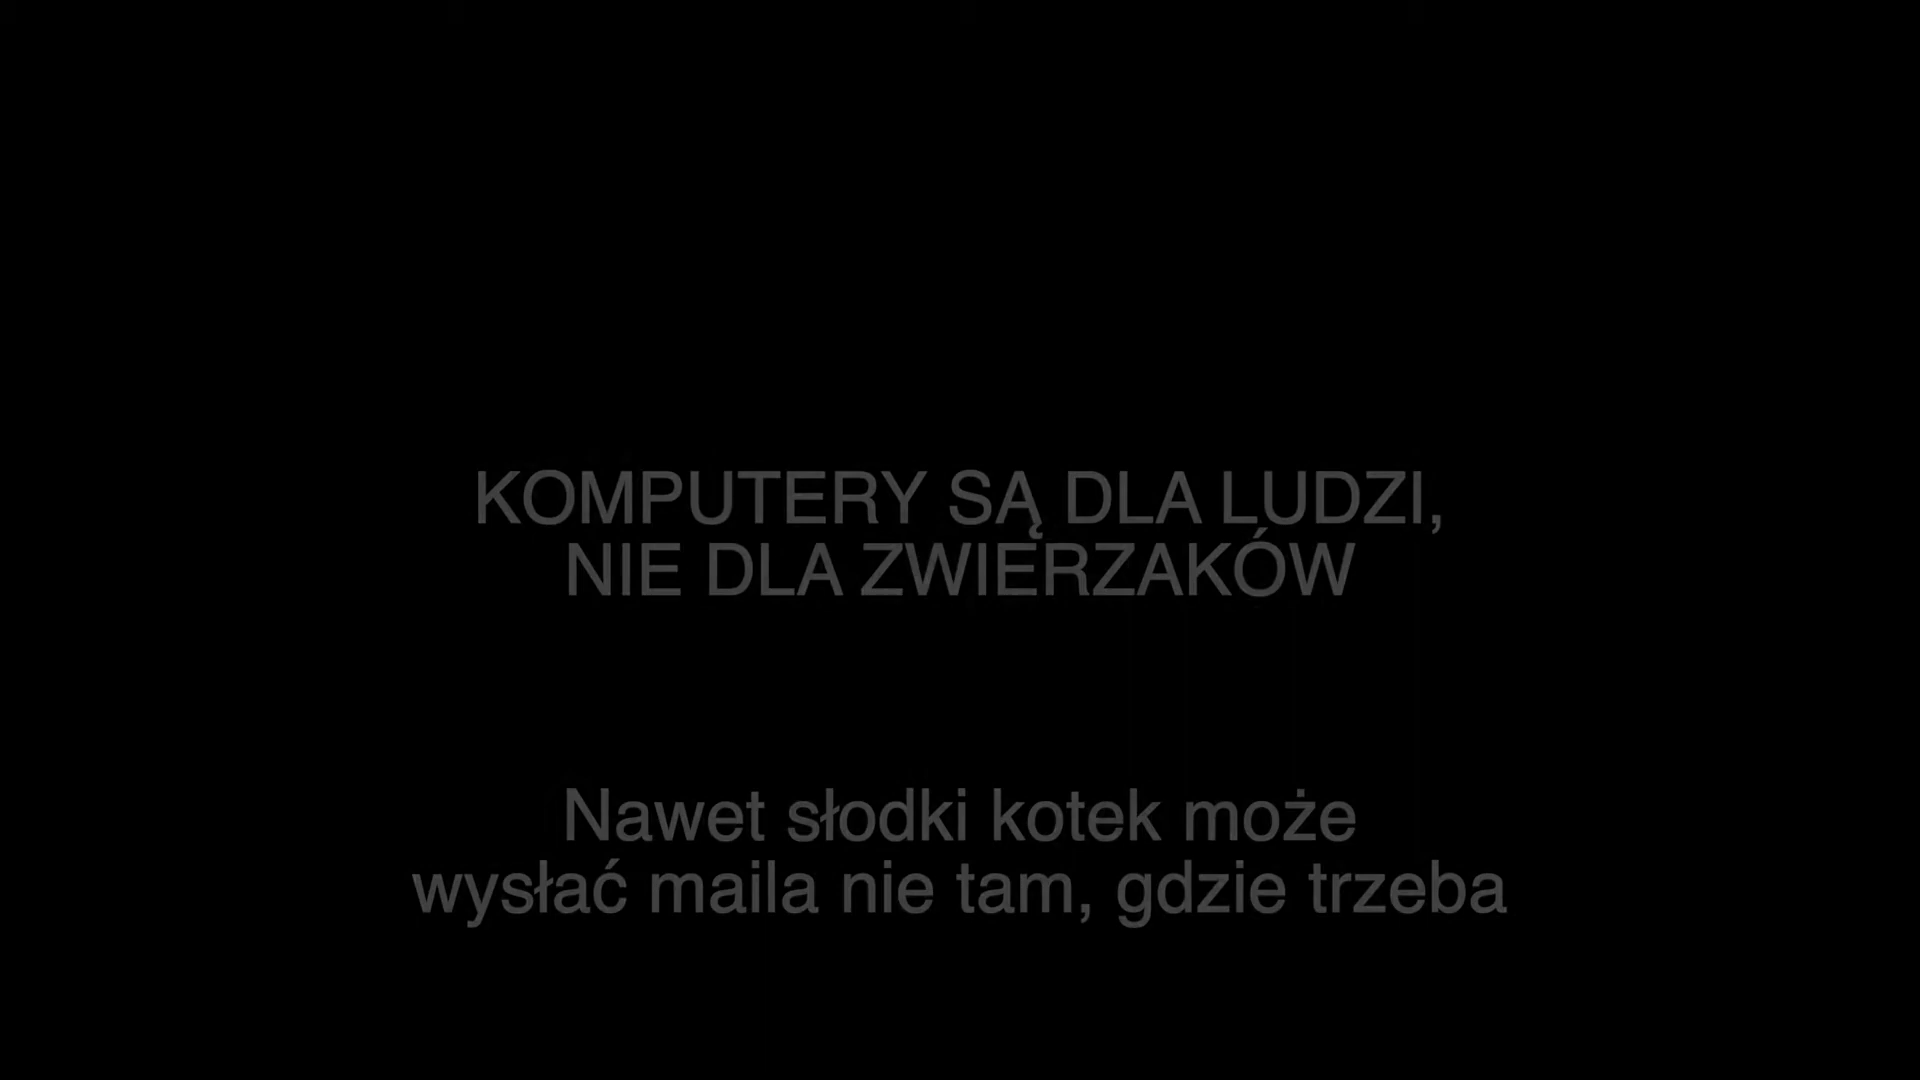 KOMPUTERY SĄ DLA LUDZI,
NIE DLA ZWIERZAKÓW
Nawet słodki kotek może
wysłać maila nie tam, gdzie trzeba